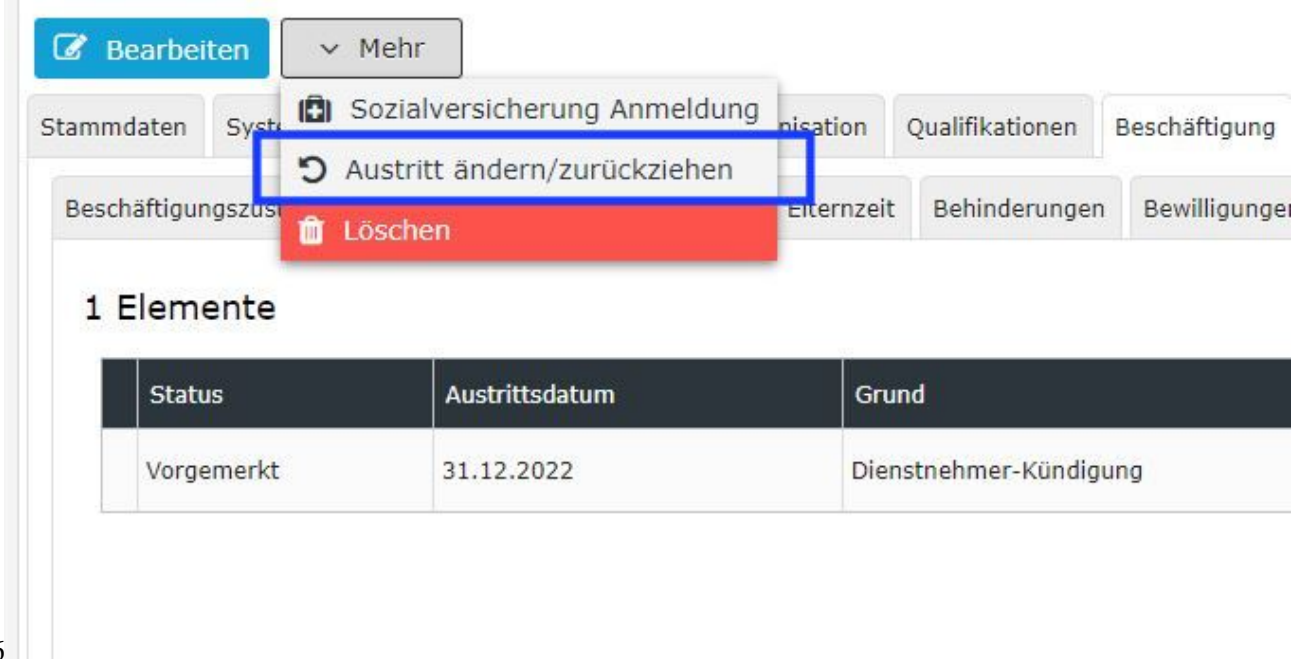 Bearbeiten Mehr
Sozialversicherung Anmeldung
Stammdaten Qualifikationen Beschäftigung
Austritt ändern/zurückziehen
Elternzeit Behinderungen
Löschen
1 Elemente
Status Austrittsdatum Grund
Vorgemerkt 31.12.2022 Dienstnehmer-Kündigung